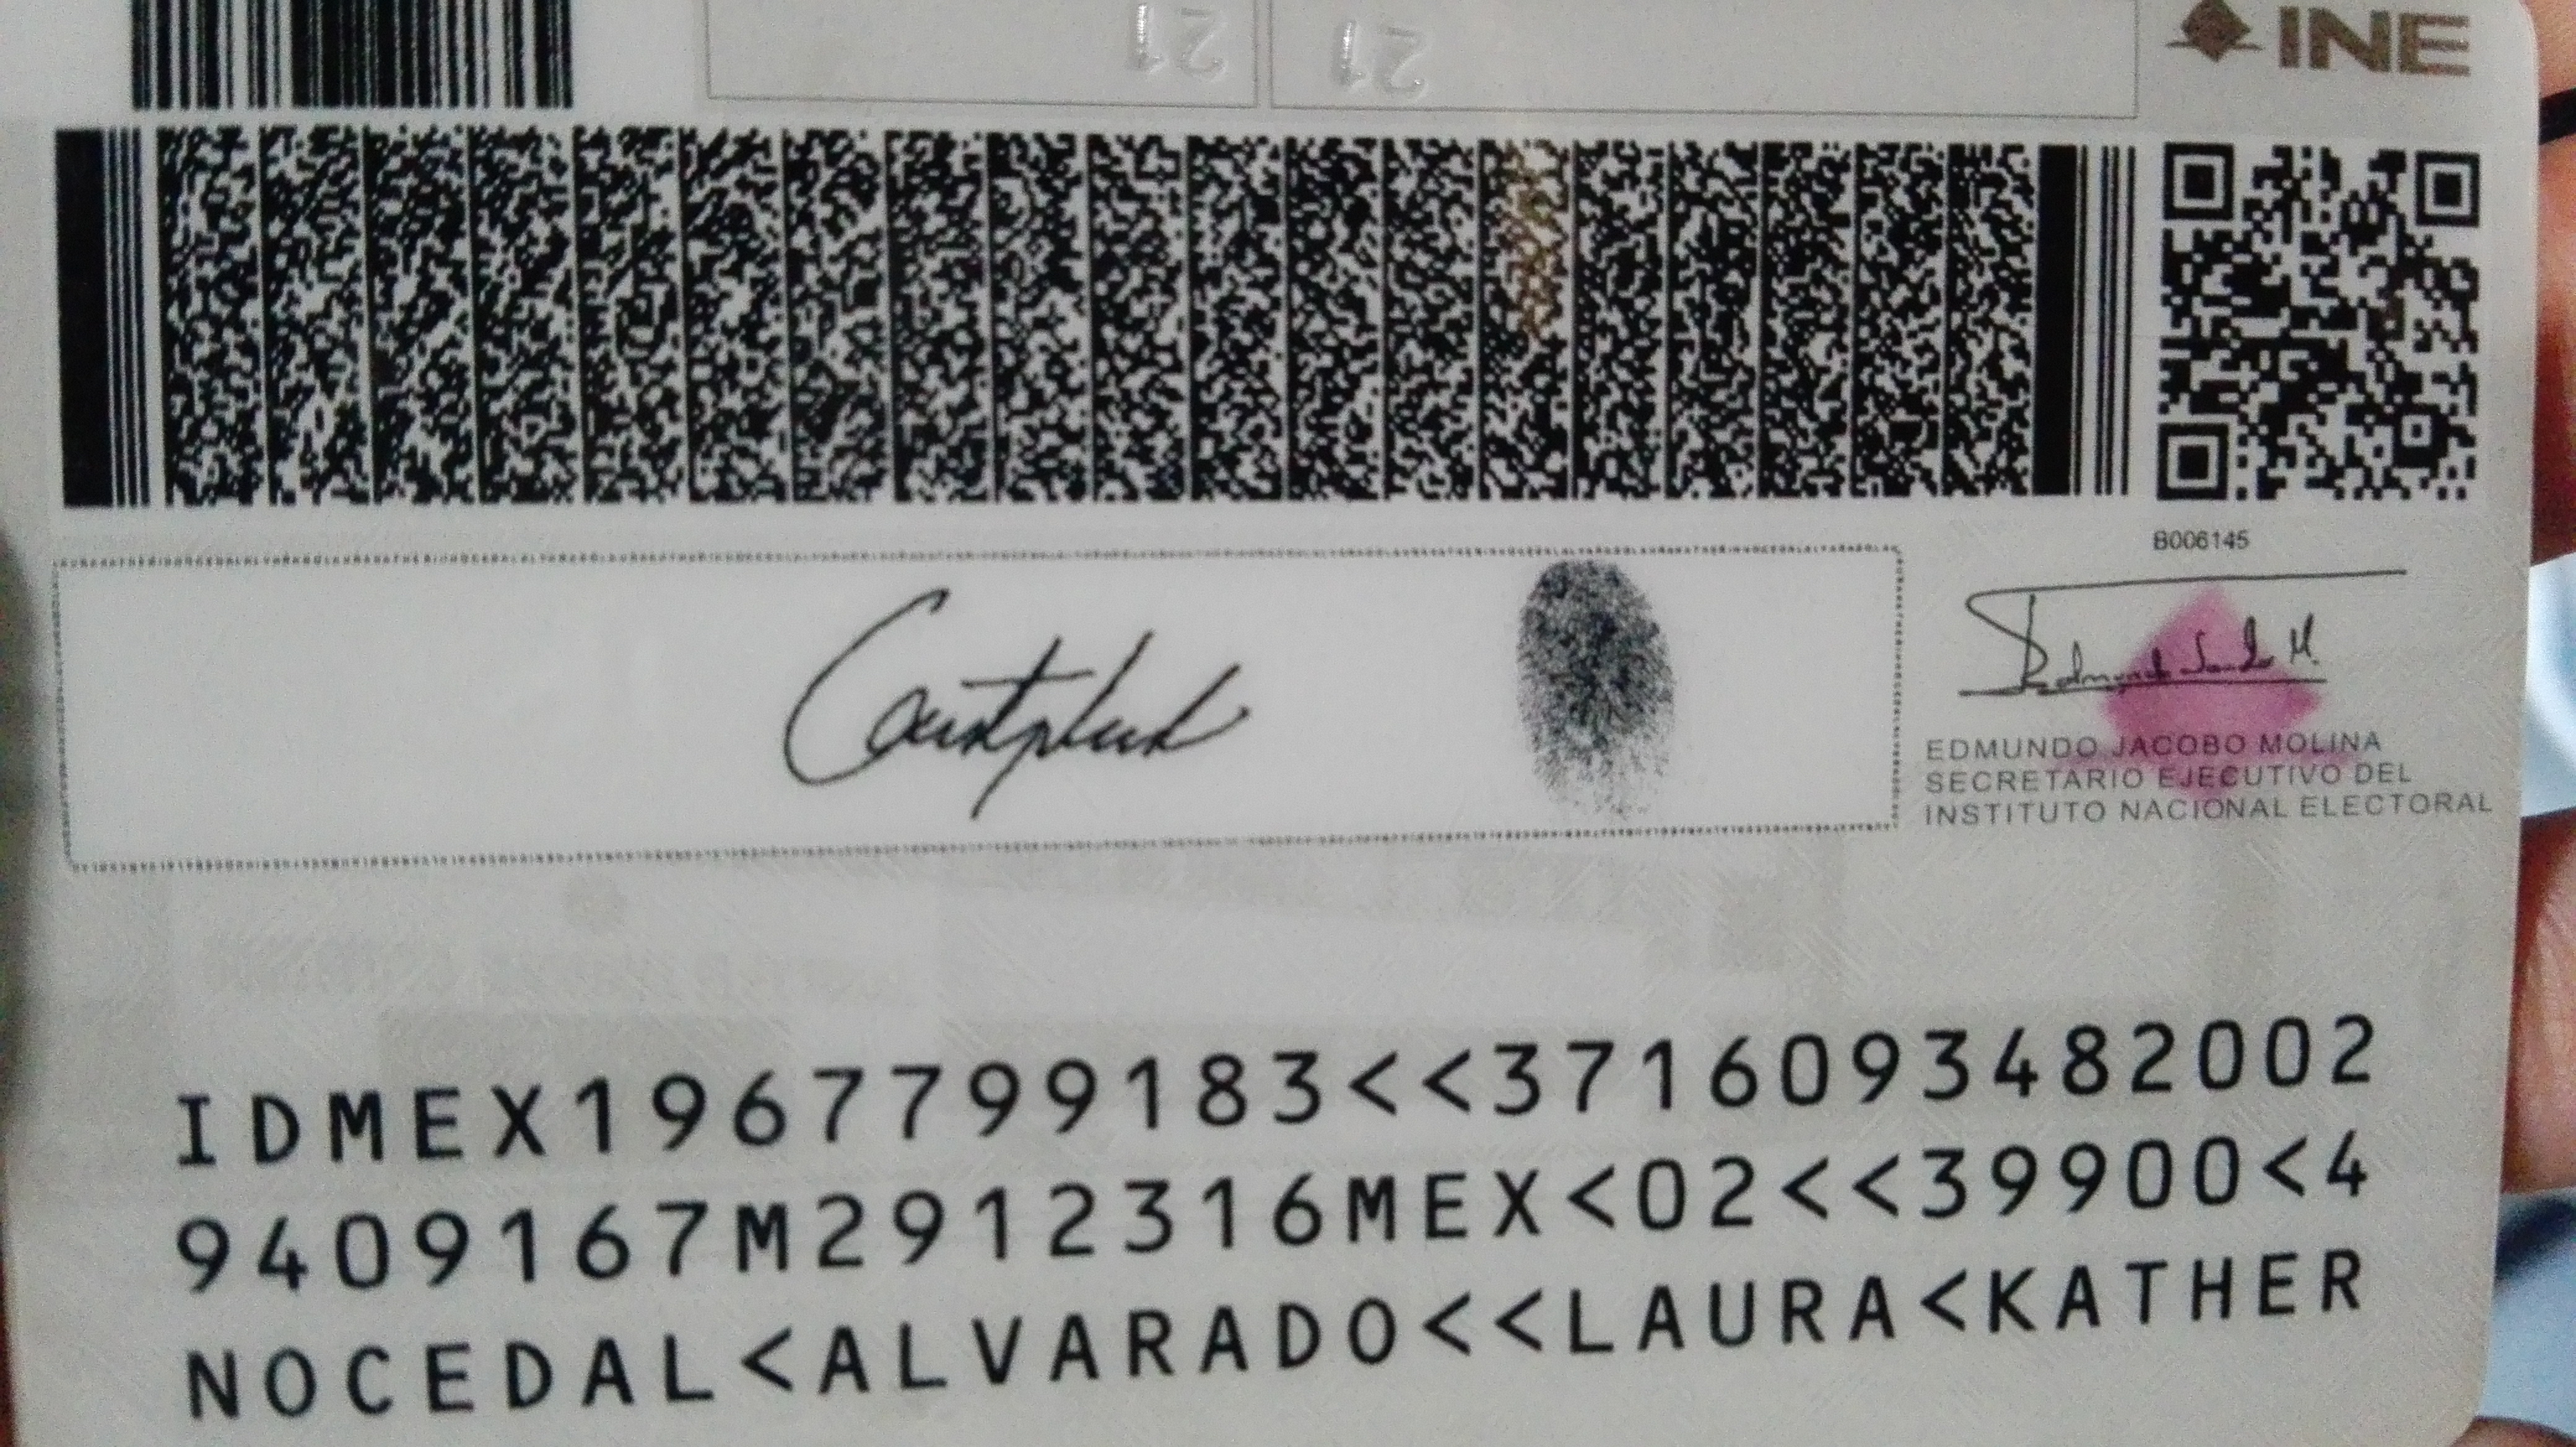 21 21
INE
B006145
EDMUNDO JACOBO MOLINA
SECRETARIO EJECUTIVO DEL
INSTITUTO NACIONAL ELECTORAL
IDMEX1967799183<<3716093482002
9409167M2912316MEX<02<<39900<4
NOCEDAL<ALVARADO<<LAURA<KATHER